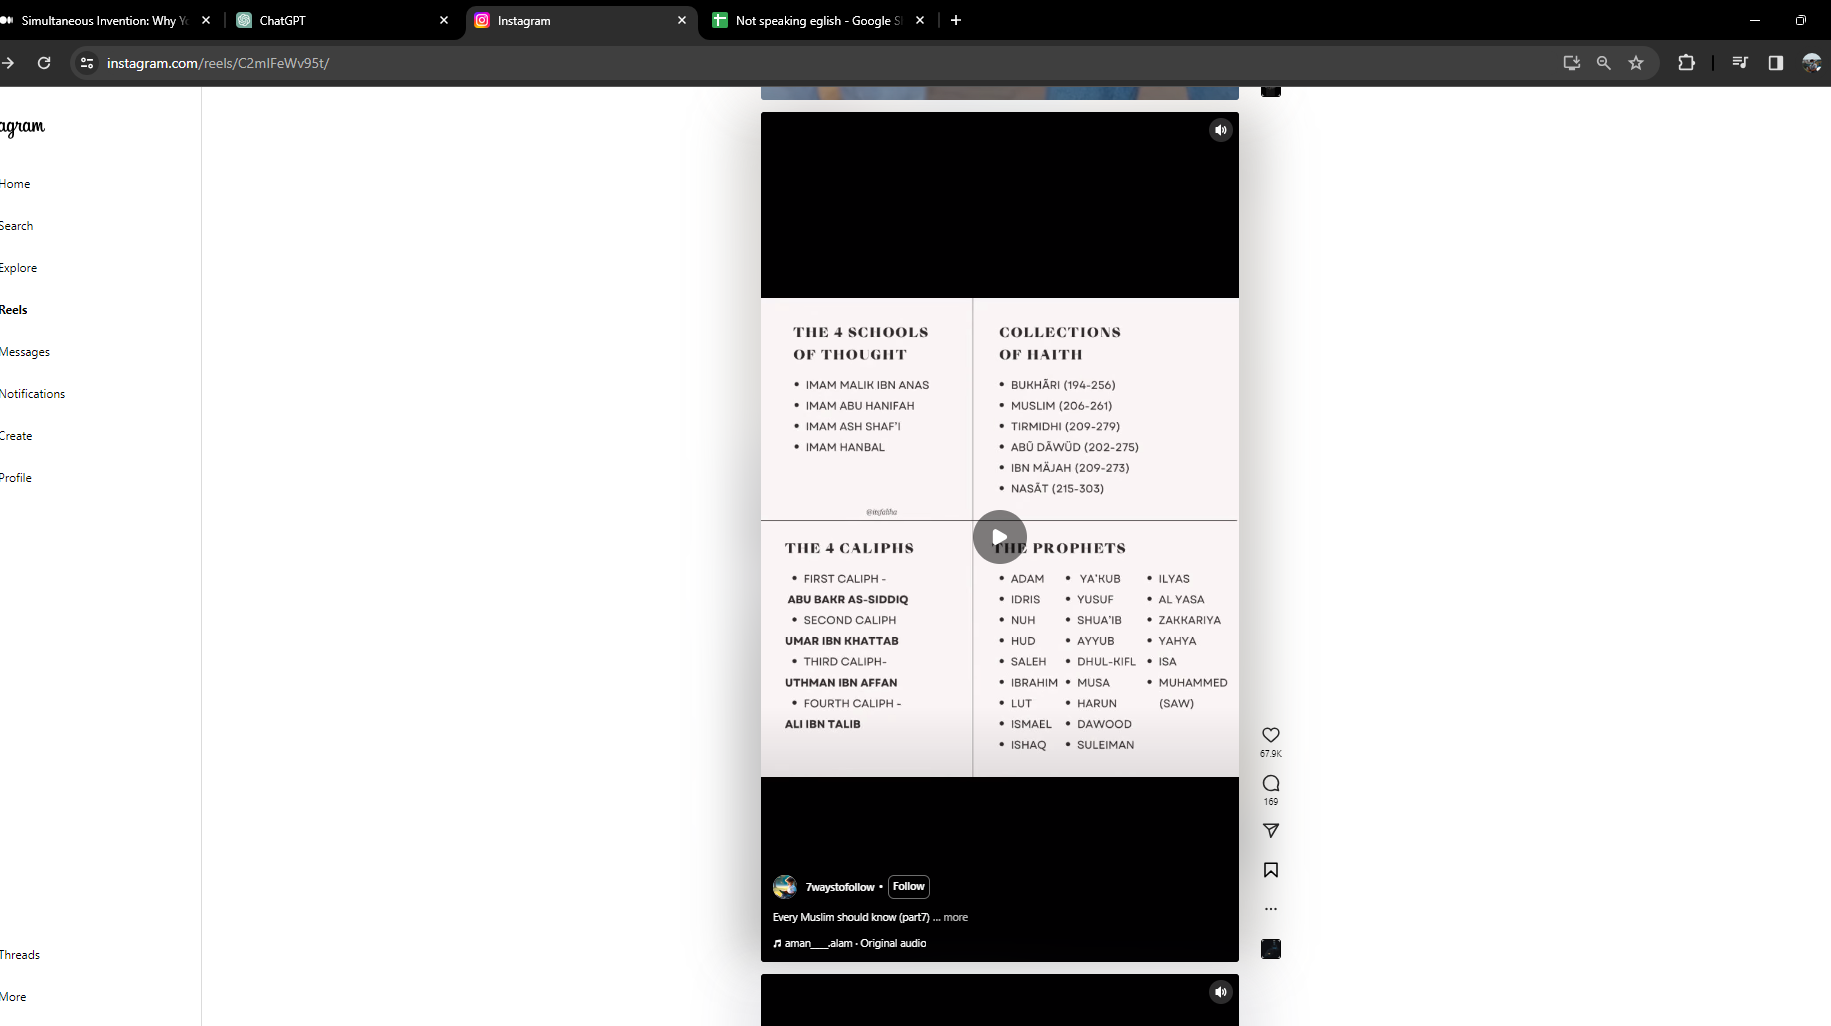 Simultaneous Invention: Why Yo
ChatGPT
Instagram
Not speaking eglish - Google S
instagram.com/reels/C2mIFeWv95t/
agram
Home
Search
Explore
Reels
Messages
Notifications
Create
Profile
Threads
More
THE 4 SCHOOLS
OF THOUGHT
• IMAM MALIK IBN ANAS
• IMAM ABU HANIFAH
• IMAM ASH SHAF'I
• IMAM HANBAL
COLLECTIONS
OF HAITH
• BUKHĀRI (194-256)
• MUSLIM (206-261)
• TIRMIDHI (209-279)
• ABŪ DĀWŪD (202-275)
• IBN MĀJAH (209-273)
• NASĀT (215-303)
THE 4 CALIPHS
• FIRST CALIPH -
ABU BAKR AS-SIDDIQ
• SECOND CALIPH
UMAR IBN KHATTAB
• THIRD CALIPH-
UTHMAN IBN AFFAN
• FOURTH CALIPH -
ALI IBN TALIB
THE PROPHETS
• ADAM
• IDRIS
• NUH
• HUD
• SALEH
• IBRAHIM
• LUT
• ISMAEL
• ISHAQ
• YA'KUB
• YUSUF
• SHUA'IB
• AYYUB
• DHUL-KIFL
• MUSA
• HARUN
• DAWOOD
• SULEIMAN
• ILYAS
• AL YASA
• ZAKKARIYA
• YAHYA
• ISA
• MUHAMMED
(SAW)
67.9K
169
7waystofollow • Follow
Every Muslim should know (part7) ... more
aman____.alam · Original audio